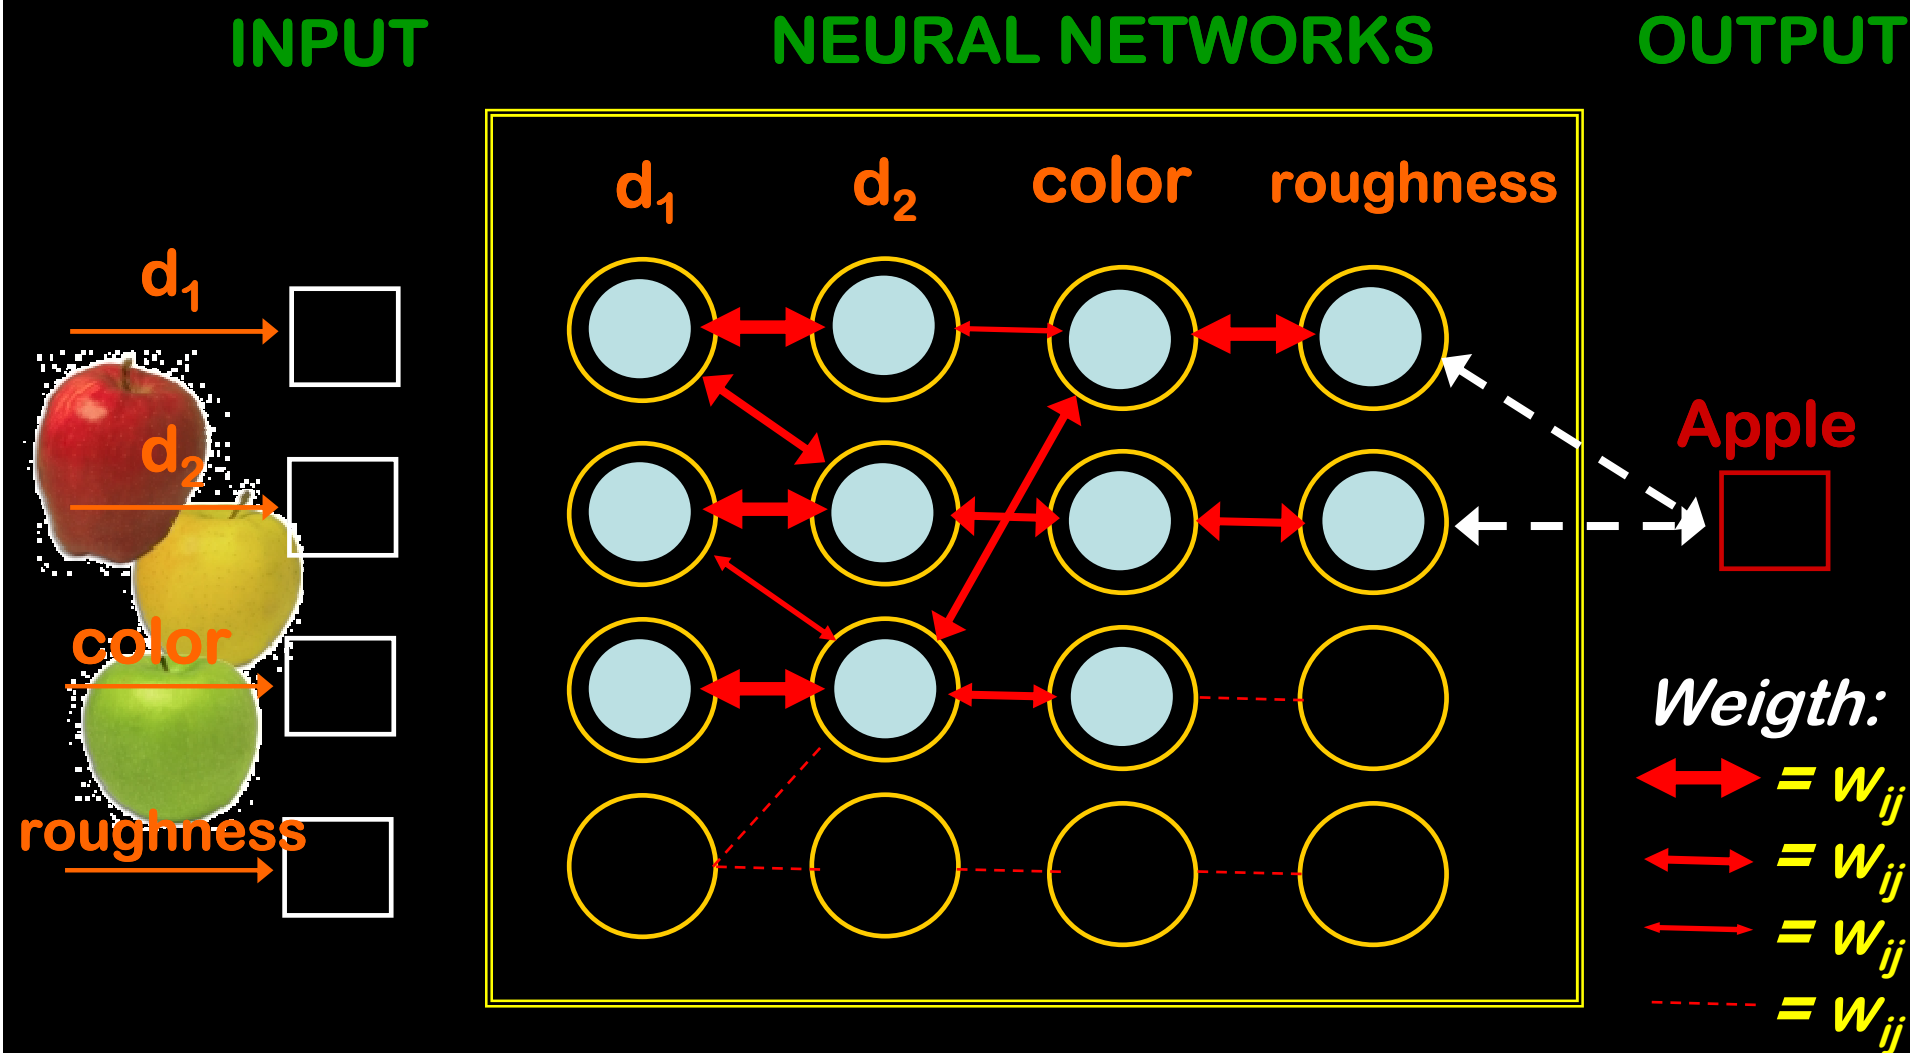 INPUT
NEURAL NETWORKS
OUTPUT
d1
d2
color
roughness
d1
d2
color
roughness
Apple
Weigth:
= wij
= wij
= wij
= wij